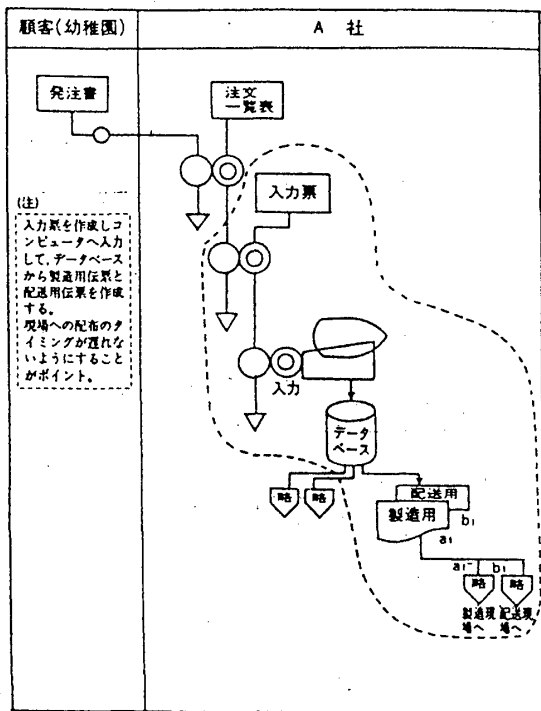 顧客(幼稚園)
A 社
発注書
注文
一覧表
入力票
(注)
入力票を作成しコ
ンピュータへ入力
して、データベース
から製造用伝票と
配送用伝票を作成
する。
現場への配布のタ
イミングが遅れな
いようにすること
がポイント。
入力
データ
ベース
略
略
配送用
製造用
b1
a1
a1
b1
略
略
製造現
場へ
配送現
場へ